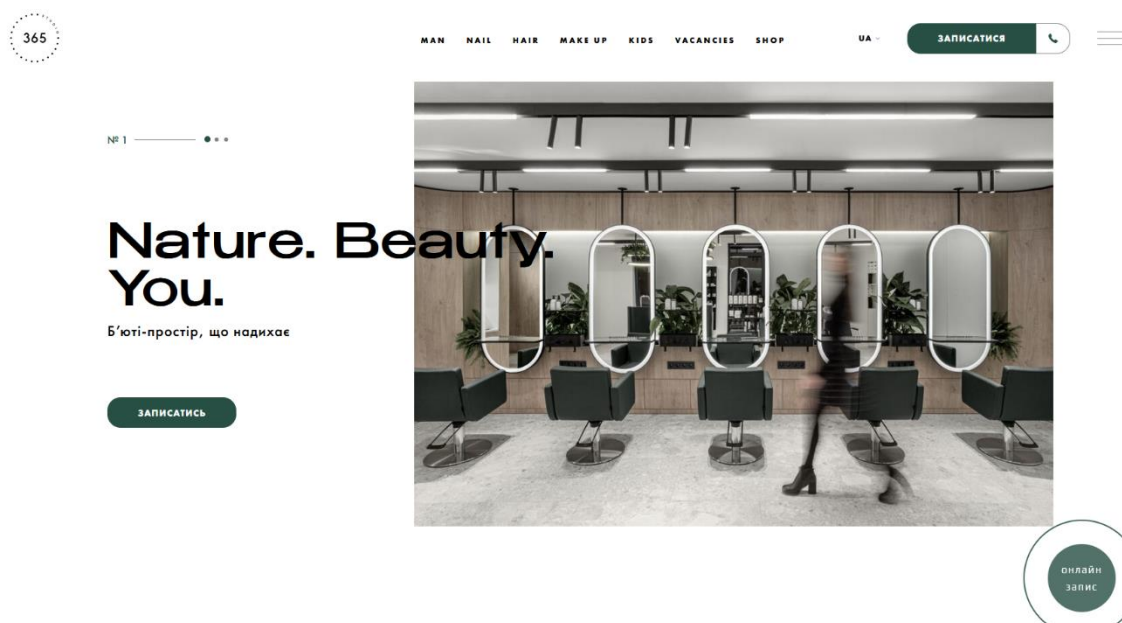 365
MAN NAIL HAIR MAKE UP KIDS VACANCIES SHOP
UA
ЗАПИСАТИСЯ
№ 1
Nature. Beauty.
You.
Б’юті-простір, що надихає
ЗАПИСАТИСЬ
онлайн
запис